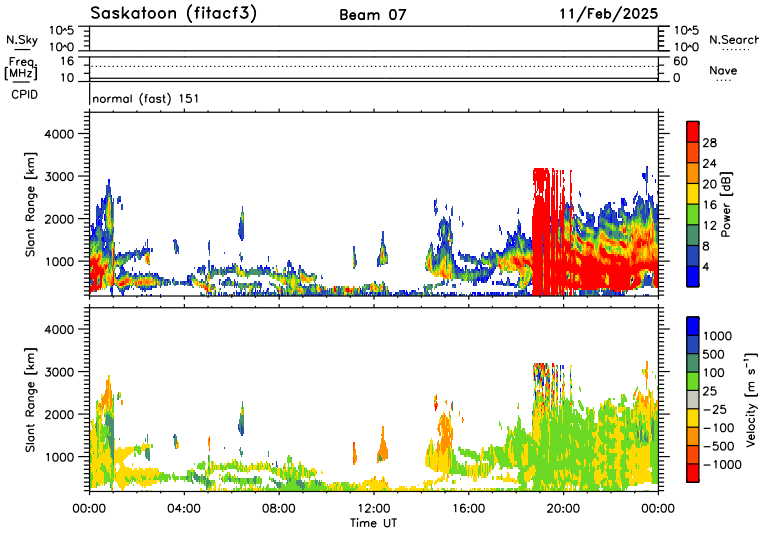 Saskatoon (fitacf3) Beam 07 11/Feb/2025
N.Sky 10^5 10^0 10^5 10^0 N.Search
Freq. [MHz] 16 10 60 0 Nave
CPID normal (fast) 151
Slant Range [km] 4000 3000 2000 1000
Power [dB] 28 24 20 16 12 8 4
Slant Range [km] 4000 3000 2000 1000
Velocity [m s⁻¹] 1000 500 100 25 −25 −100 −500 −1000
00:00 04:00 08:00 12:00 16:00 20:00 00:00
Time UT